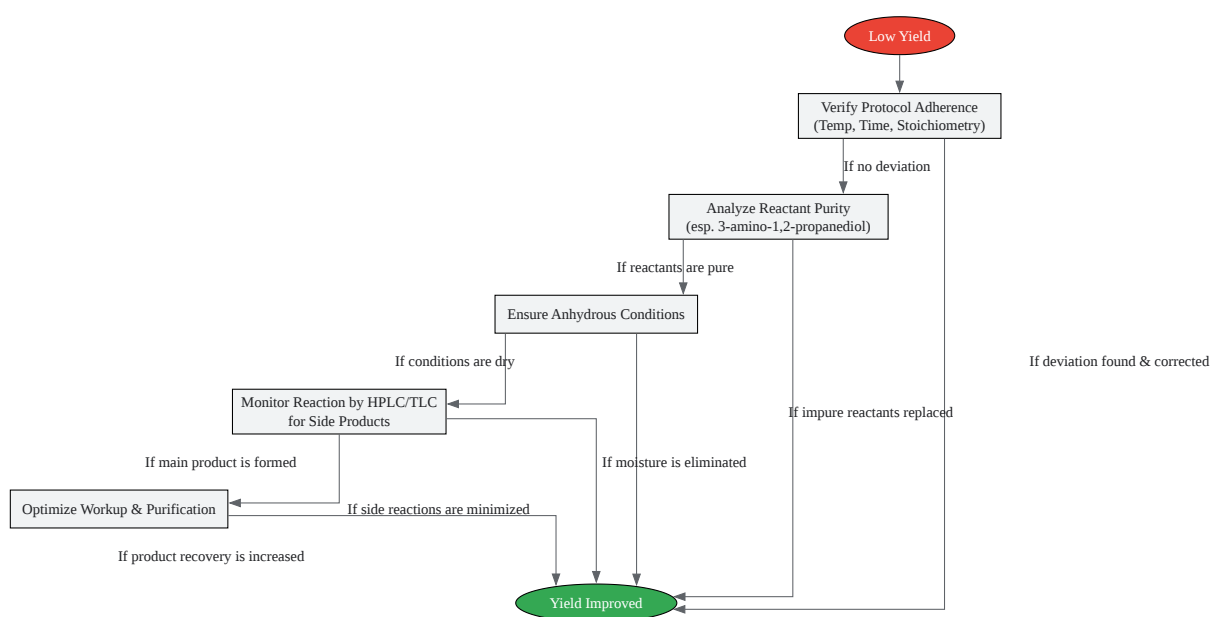 Low Yield
Verify Protocol Adherence
(Temp, Time, Stoichiometry)
If no deviation
Analyze Reactant Purity
(esp. 3-amino-1,2-propanediol)
If reactants are pure
Ensure Anhydrous Conditions
If conditions are dry
If deviation found & corrected
Monitor Reaction by HPLC/TLC
for Side Products
If impure reactants replaced
If main product is formed
If moisture is eliminated
Optimize Workup & Purification
If side reactions are minimized
If product recovery is increased
Yield Improved